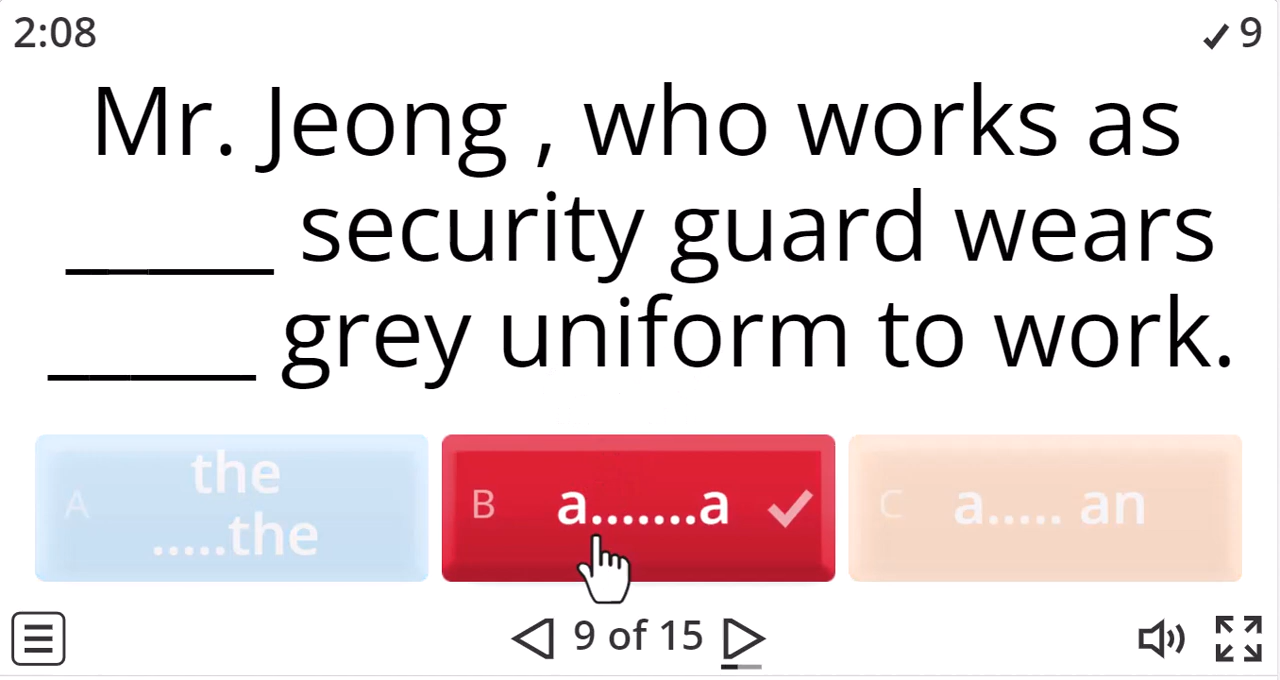 2:08
✓ 9
Mr. Jeong , who works as
_____ security guard wears
_____ grey uniform to work.
A the
.....the
B a.......a ✓
C a..... an
9 of 15